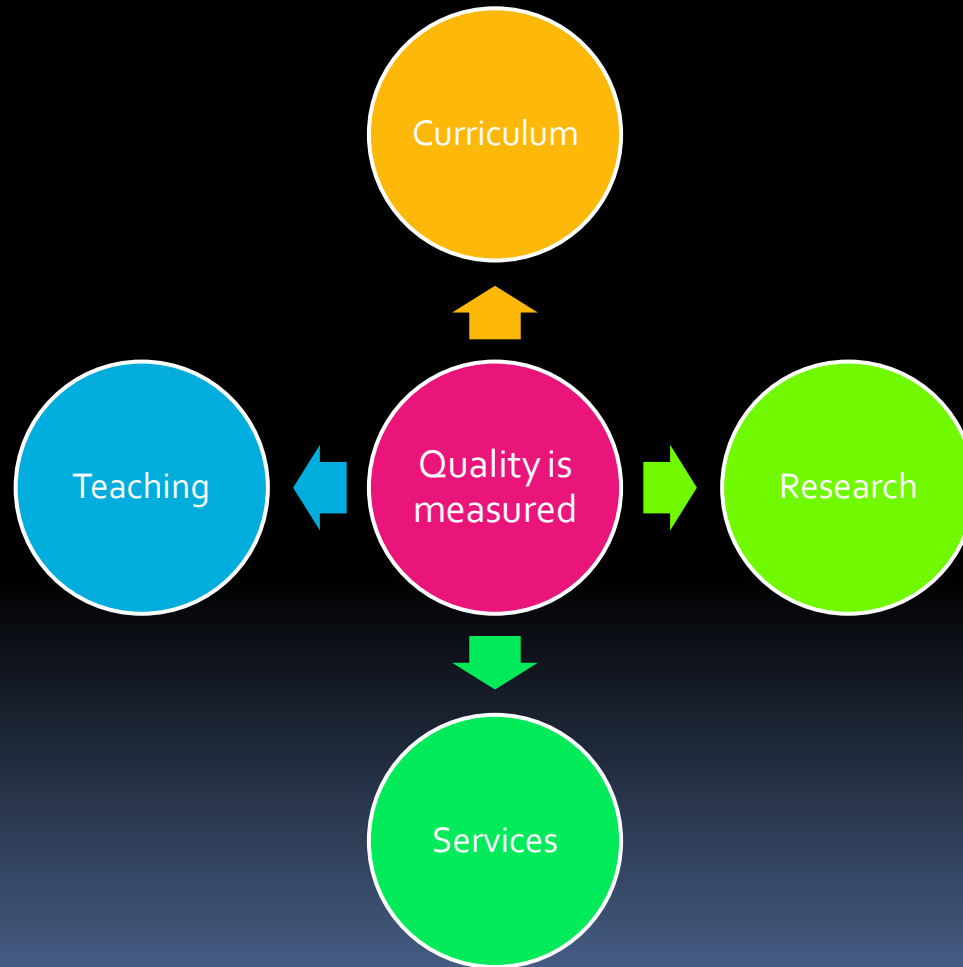 Curriculum
Teaching
Quality is
measured
Research
Services